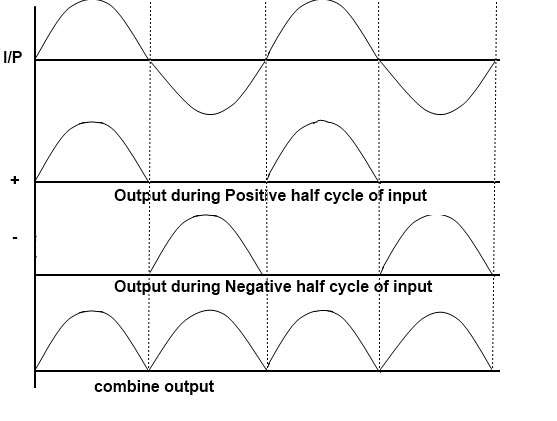 I/P
+
Output during Positive half cycle of input
-
Output during Negative half cycle of input
combine output